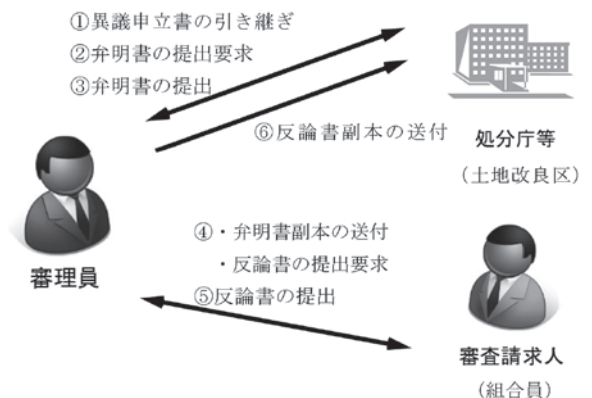 ①異議申立書の引き継ぎ
②弁明書の提出要求
③弁明書の提出
⑥反論書副本の送付
処分庁等
（土地改良区）
審理員
④・弁明書副本の送付
・反論書の提出要求
⑤反論書の提出
審査請求人
（組合員）